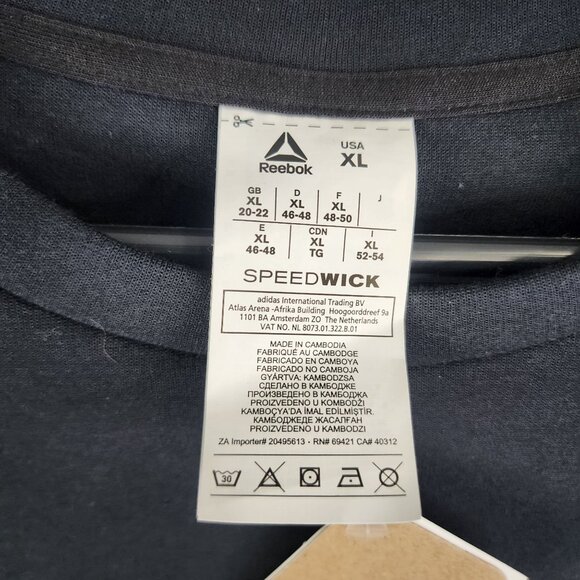 Reebok
USA
XL
GB D F J
XL XL XL
20-22 46-48 48-50
E CDN I
XL XL XL
46-48 TG 52-54
SPEEDWICK
adidas International Trading BV
Atlas Arena -Afrika Building Hoogoorddreef 9a
1101 BA Amsterdam ZO The Netherlands
VAT NO. NL 8073.01.322.B.01
MADE IN CAMBODIA
FABRIQUÉ AU CAMBODGE
FABRICADO EN CAMBOYA
FABRICADO NO CAMBOJA
GYÁRTVA: KAMBODZSA
СДЕЛАНО В КАМБОДЖЕ
ПРОИЗВЕДЕНО В КАМБОДЖА
PROIZVEDENO U KOMBODŽI
KAMBOÇYA'DA İMAL EDİLMİŞTİR.
КАМБОДЖЕДЕ ЖАСАЛҒАН
PROIZVEDENO U KAMBODZI
ZA Importer# 20495613 - RN# 69421 CA# 40312
30